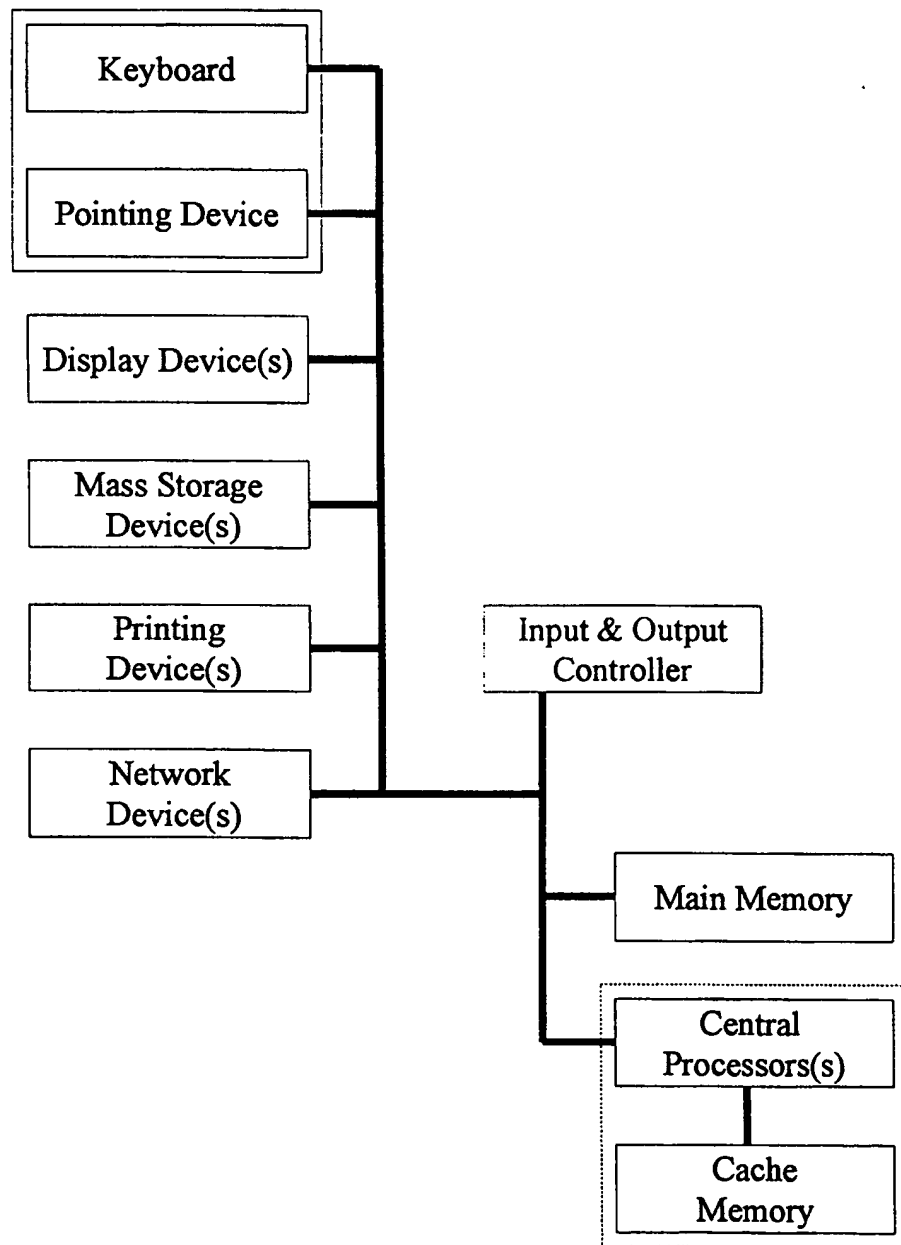 Keyboard
Pointing Device
Display Device(s)
Mass Storage
Device(s)
Printing
Device(s)
Input & Output
Controller
Network
Device(s)
Main Memory
Central
Processors(s)
Cache
Memory